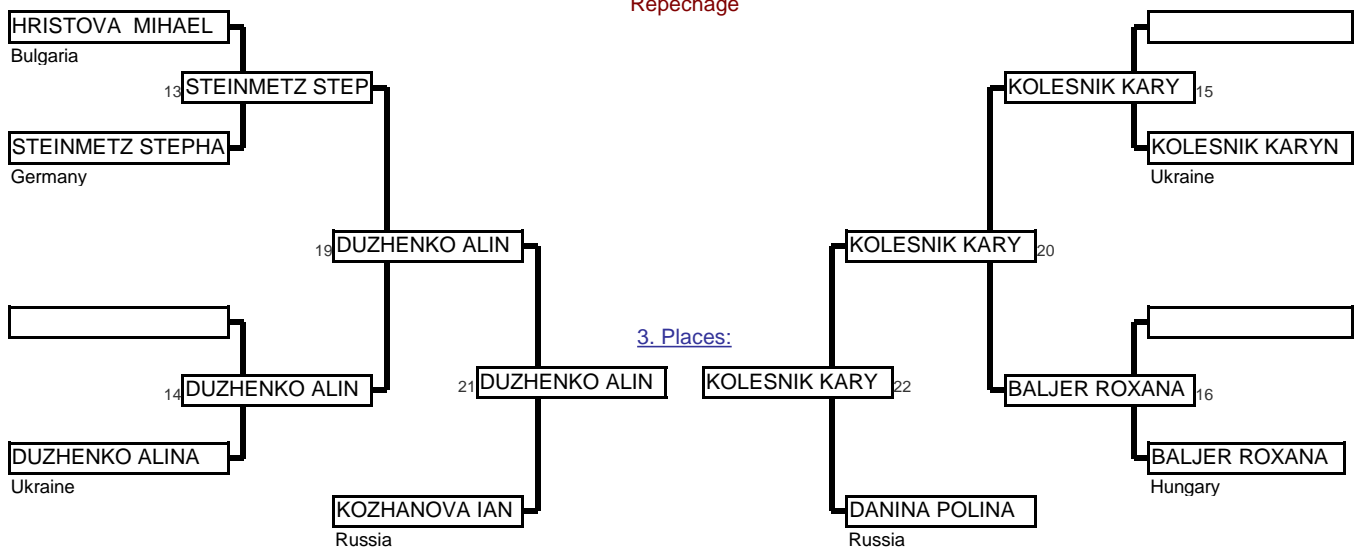 Repechage
HRISTOVA MIHAEL
Bulgaria
13 STEINMETZ STEP
KOLESNIK KARY 15
STEINMETZ STEPHA
Germany
KOLESNIK KARYN
Ukraine
19 DUZHENKO ALIN
KOLESNIK KARY 20
3. Places:
14 DUZHENKO ALIN
21 DUZHENKO ALIN
KOLESNIK KARY 22
BALJER ROXANA 16
DUZHENKO ALINA
Ukraine
BALJER ROXANA
Hungary
KOZHANOVA IAN
Russia
DANINA POLINA
Russia